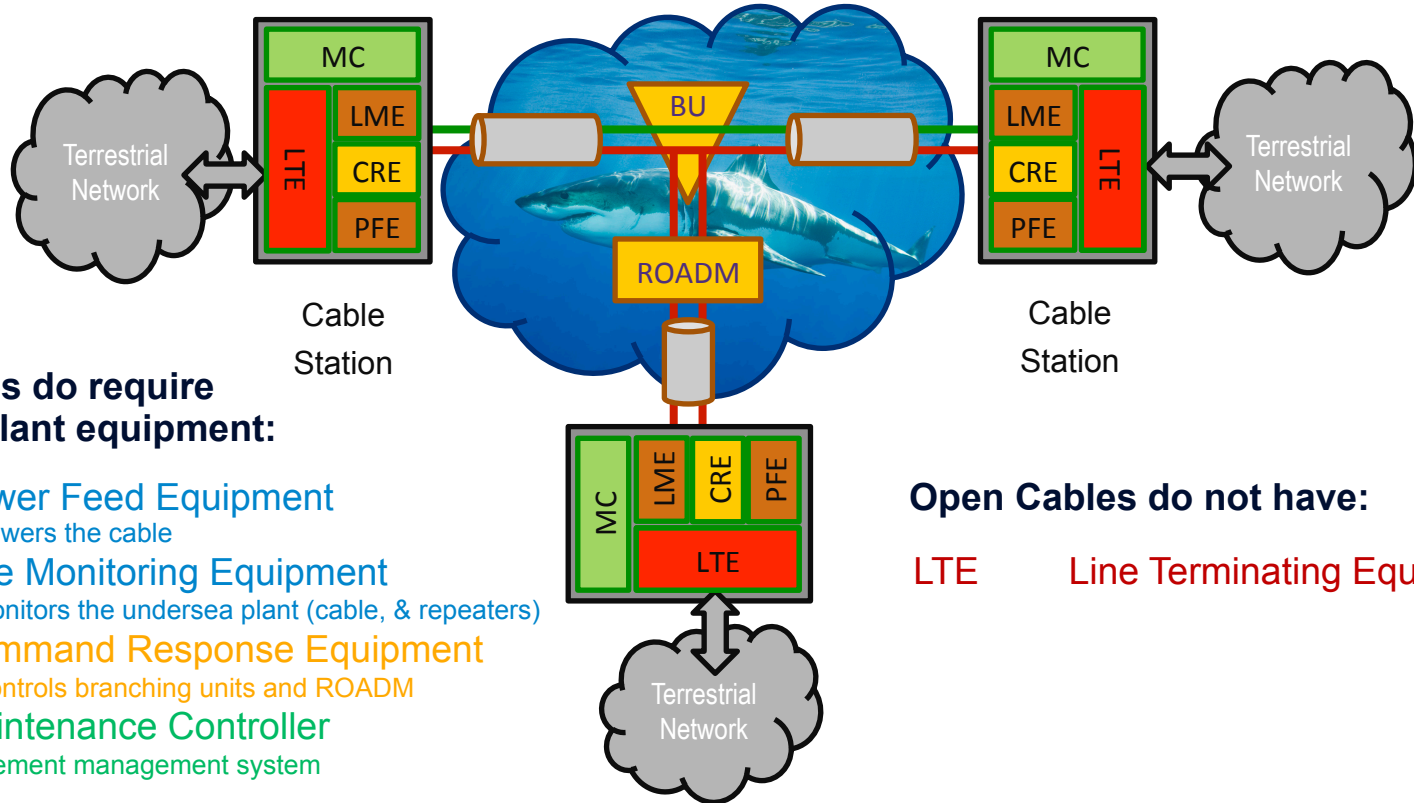 MC
LME
CRE
PFE
LTE
Terrestrial
Network
Cable
Station
BU
ROADM
MC
LME
CRE
PFE
LTE
Terrestrial
Network
Cable
Station
s do require
lant equipment:
wer Feed Equipment
wers the cable
e Monitoring Equipment
onitors the undersea plant (cable, & repeaters)
mmand Response Equipment
ontrols branching units and ROADM
intenance Controller
ement management system
MC
LME
CRE
PFE
LTE
Terrestrial
Network
Open Cables do not have:
LTE Line Terminating Equ